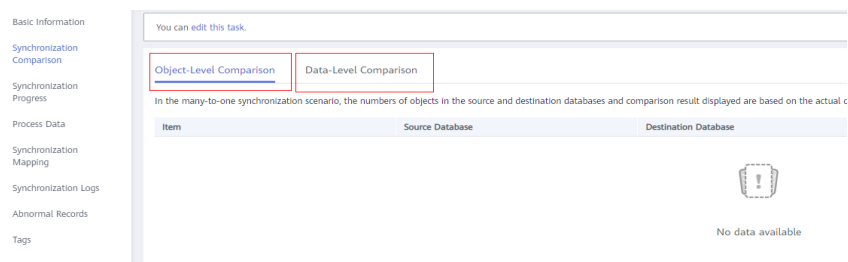 Basic Information
Synchronization
Comparison
Synchronization
Progress
Process Data
Synchronization
Mapping
Synchronization Logs
Abnormal Records
Tags
You can edit this task.
Object-Level Comparison
Data-Level Comparison
In the many-to-one synchronization scenario, the numbers of objects in the source and destination databases and comparison result displayed are based on the actual
Item
Source Database
Destination Database
No data available